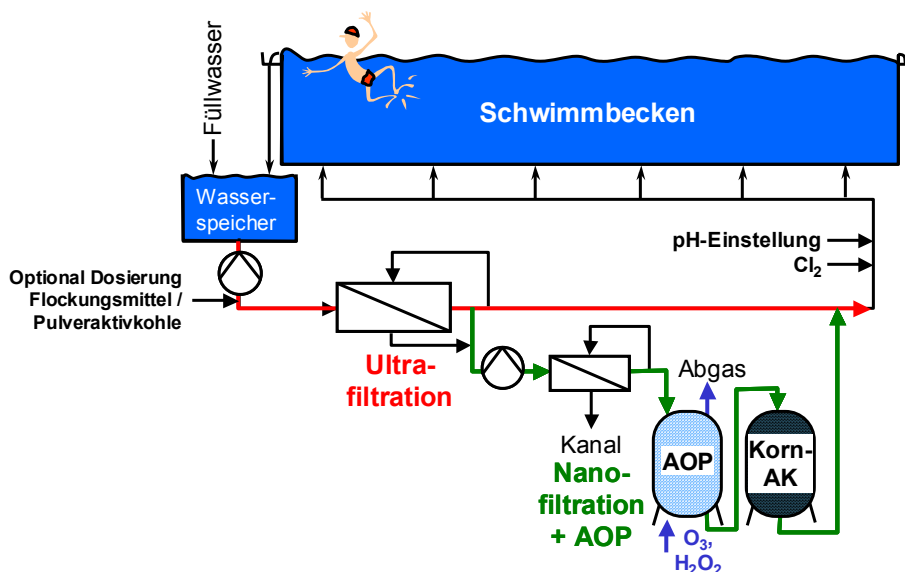 Füllwasser
Schwimmbecken
Wasser-
speicher
pH-Einstellung
Cl₂
Optional Dosierung
Flockungsmittel /
Pulveraktivkohle
Ultra-
filtration
Abgas
Kanal
Nano-
filtration
+ AOP
AOP
Korn-
AK
O₃,
H₂O₂